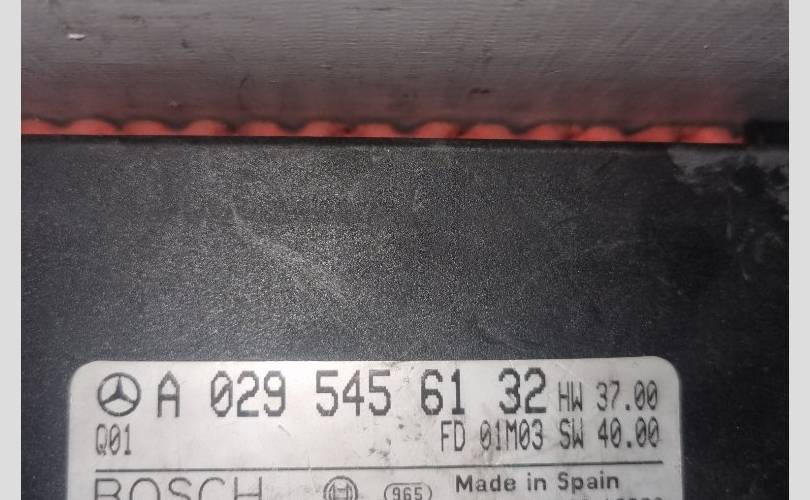 A 029 545 61 32 HW 37.00
Q01 FD 01M03 SW 40.00
BOSCH 965 Made in Spain